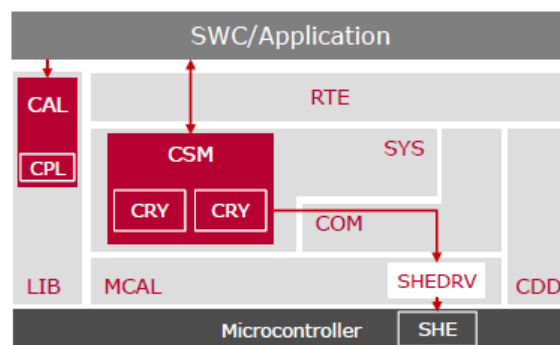 SWC/Application
CAL
RTE
CSM
SYS
CPL
CRY CRY
COM
LIB
MCAL
SHEDRV
CDD
Microcontroller
SHE